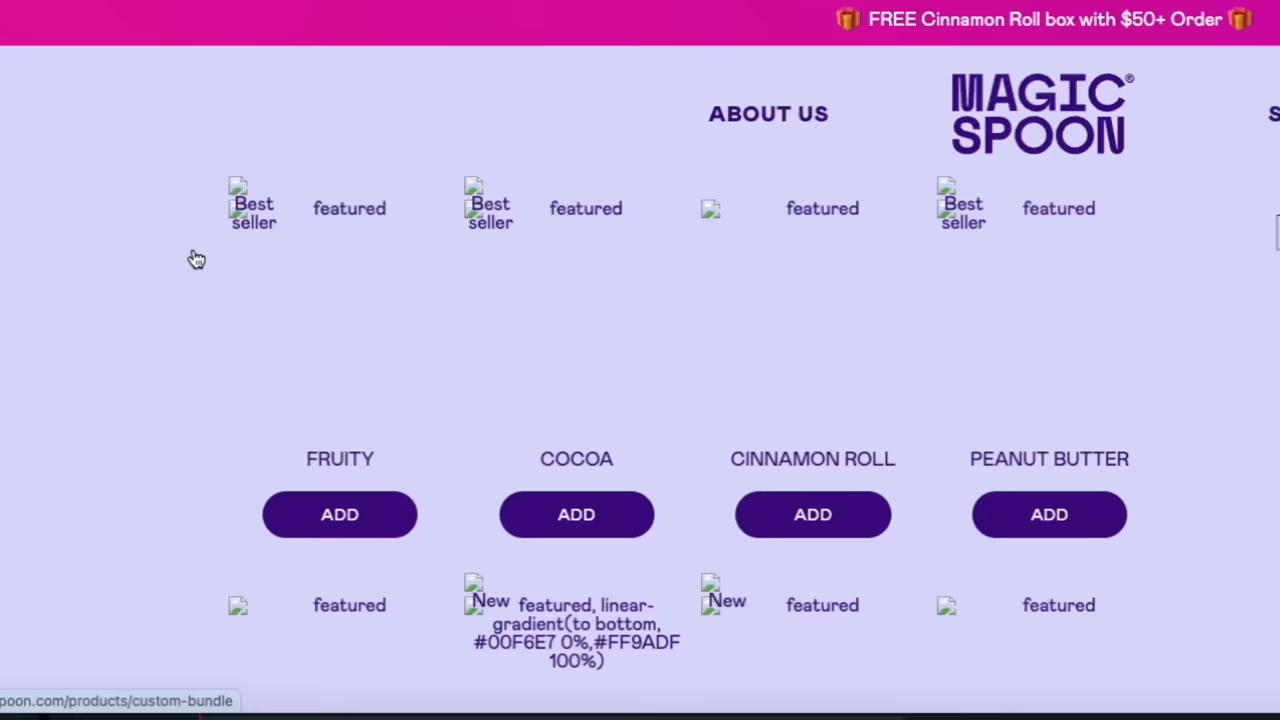 🎁 FREE Cinnamon Roll box with $50+ Order 🎁
ABOUT US
MAGIC
SPOON®
S
Best
seller
featured
Best
seller
featured
featured
Best
seller
featured
FRUITY
COCOA
CINNAMON ROLL
PEANUT BUTTER
ADD
ADD
ADD
ADD
featured
New
featured, linear-
gradient(to bottom,
#00F6E7 0%,#FF9ADF
100%)
New
featured
featured
poon.com/products/custom-bundle